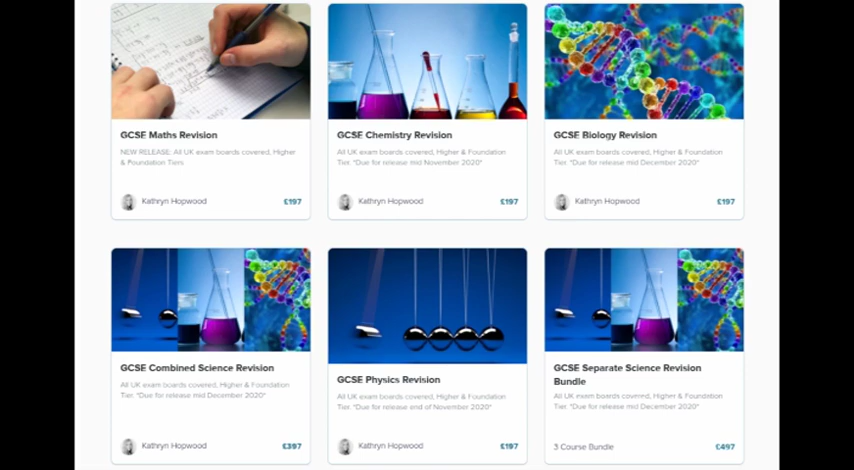 GCSE Maths Revision
NEW RELEASE: All UK exam boards covered, Higher
& Foundation Tiers
Kathryn Hopwood £197
GCSE Chemistry Revision
All UK exam boards covered, Higher & Foundation
Tier. *Due for release mid November 2020*
Kathryn Hopwood £197
GCSE Biology Revision
All UK exam boards covered, Higher & Foundation
Tier. *Due for release mid December 2020*
Kathryn Hopwood £197
GCSE Combined Science Revision
All UK exam boards covered, Higher & Foundation
Tier. *Due for release mid December 2020*
Kathryn Hopwood £397
GCSE Physics Revision
All UK exam boards covered, Higher & Foundation
Tier. *Due for release end of November 2020*
Kathryn Hopwood £197
GCSE Separate Science Revision
Bundle
All UK exam boards covered, Higher & Foundation
Tier. *Due for release mid December 2020*
3 Course Bundle £497